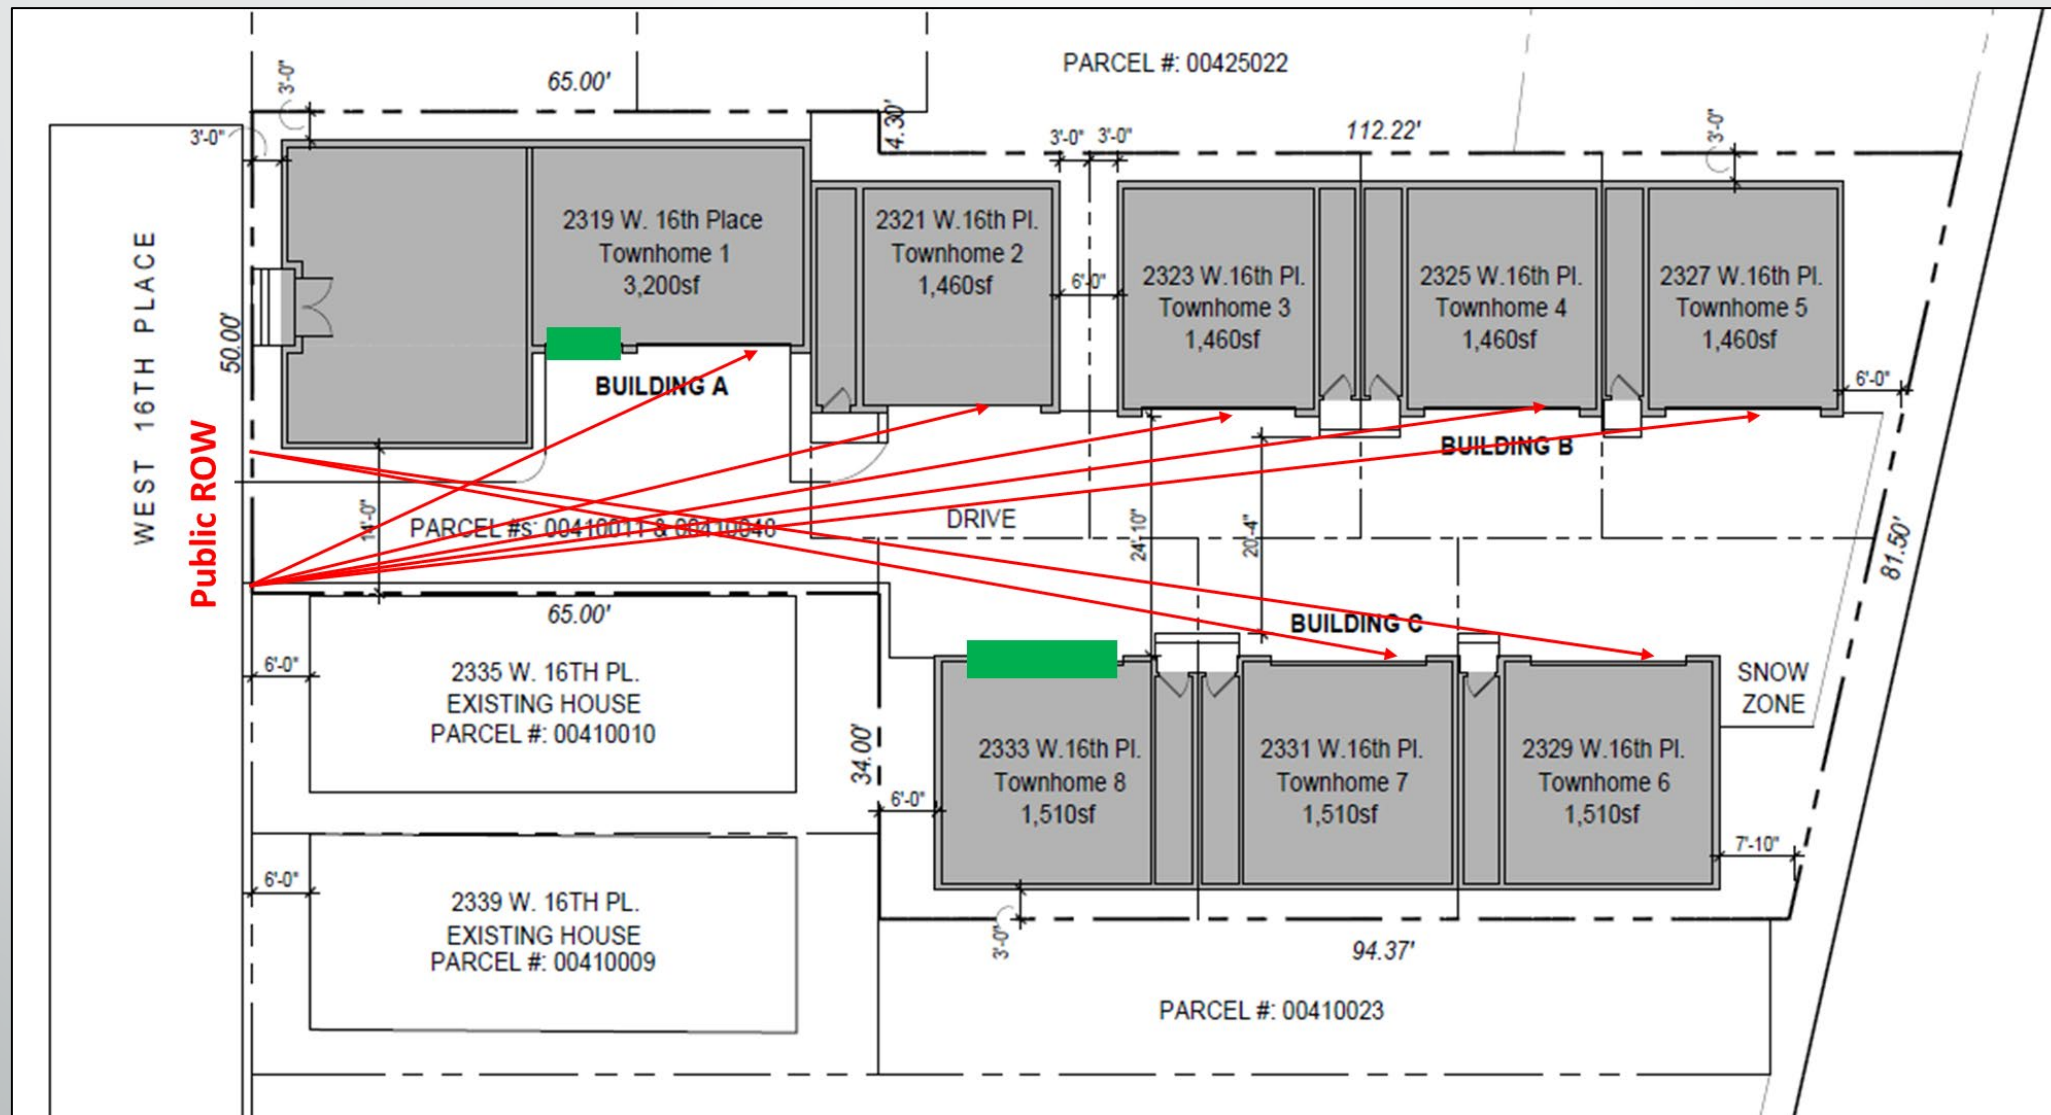 PARCEL #: 00425022
65.00'
3'-0"
3'-0"
4.30'
3'-0"
3'-0"
112.22'
3'-0"
WEST 16TH PLACE
50.00'
Public ROW
2319 W. 16th Place
Townhome 1
3,200sf
2321 W.16th Pl.
Townhome 2
1,460sf
6'-0"
2323 W.16th Pl.
Townhome 3
1,460sf
2325 W.16th Pl.
Townhome 4
1,460sf
2327 W.16th Pl.
Townhome 5
1,460sf
6'-0"
BUILDING A
BUILDING B
14'-0"
PARCEL #s: 00410011 & 00410040
DRIVE
24'-10"
20'-4"
81.50'
65.00'
BUILDING C
6'-0"
2335 W. 16TH PL.
EXISTING HOUSE
PARCEL #: 00410010
34.00'
6'-0"
2333 W.16th Pl.
Townhome 8
1,510sf
2331 W.16th Pl.
Townhome 7
1,510sf
2329 W.16th Pl.
Townhome 6
1,510sf
SNOW
ZONE
7'-10"
6'-0"
2339 W. 16TH PL.
EXISTING HOUSE
PARCEL #: 00410009
3'-0"
94.37'
PARCEL #: 00410023